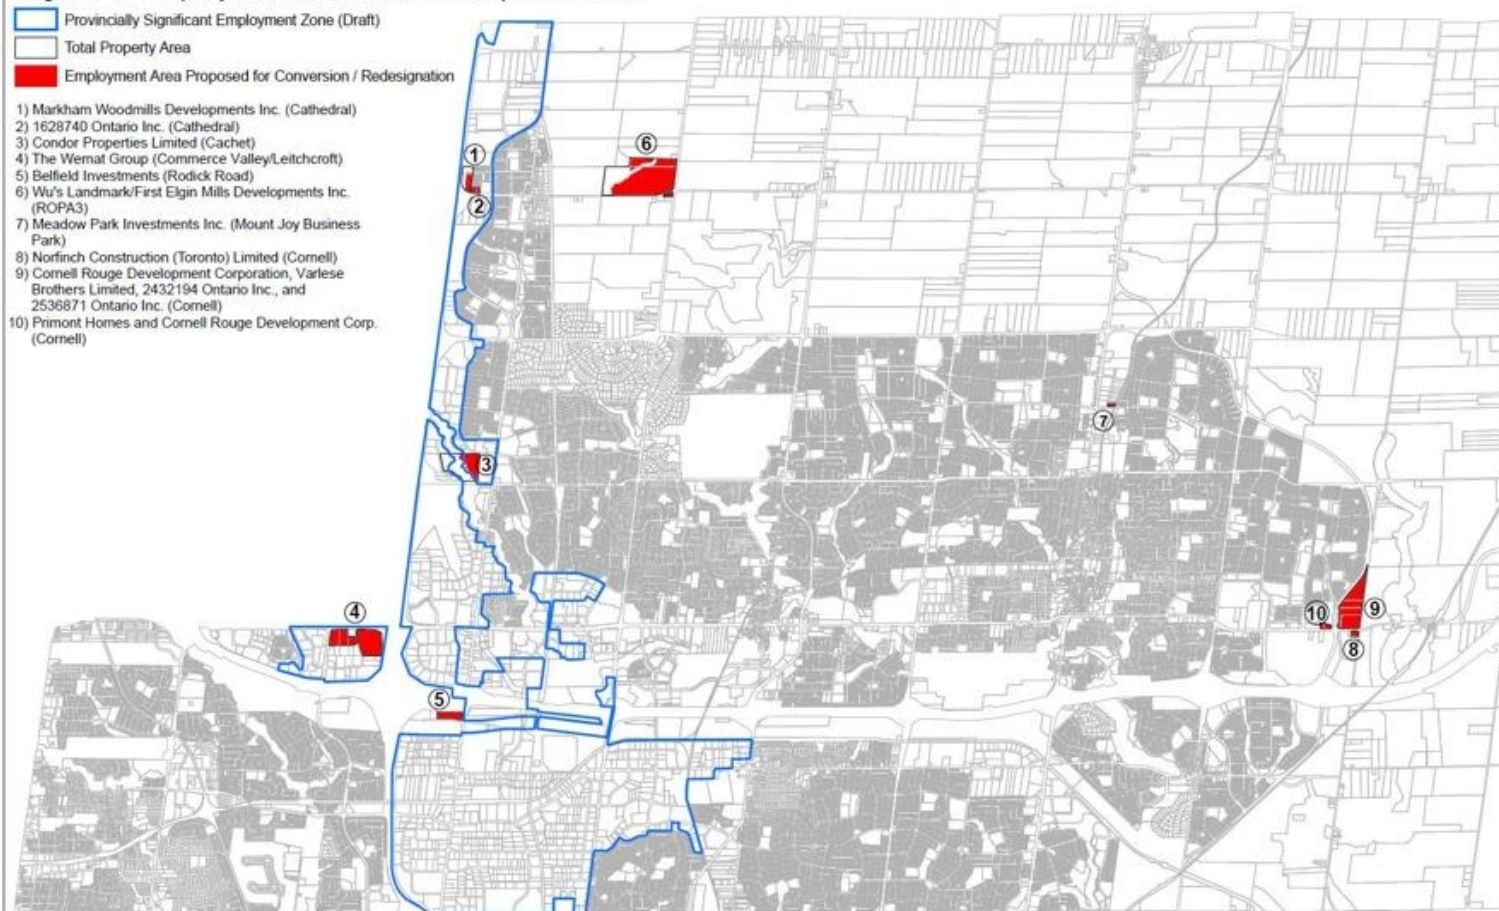 Provincially Significant Employment Zone (Draft)
Total Property Area
Employment Area Proposed for Conversion / Redesignation
1) Markham Woodmills Developments Inc. (Cathedral)
2) 1628740 Ontario Inc. (Cathedral)
3) Condor Properties Limited (Cachet)
4) The Wemat Group (Commerce Valley/Leitchcroft)
5) Belfield Investments (Rodick Road)
6) Wu's Landmark/First Elgin Mills Developments Inc.
(ROPA3)
7) Meadow Park Investments Inc. (Mount Joy Business
Park)
8) Norfinch Construction (Toronto) Limited (Cornell)
9) Cornell Rouge Development Corporation, Varlese
Brothers Limited, 2432194 Ontario Inc., and
2536871 Ontario Inc. (Cornell)
10) Primont Homes and Cornell Rouge Development Corp.
(Cornell)
1
2
6
3
7
4
5
10
9
8